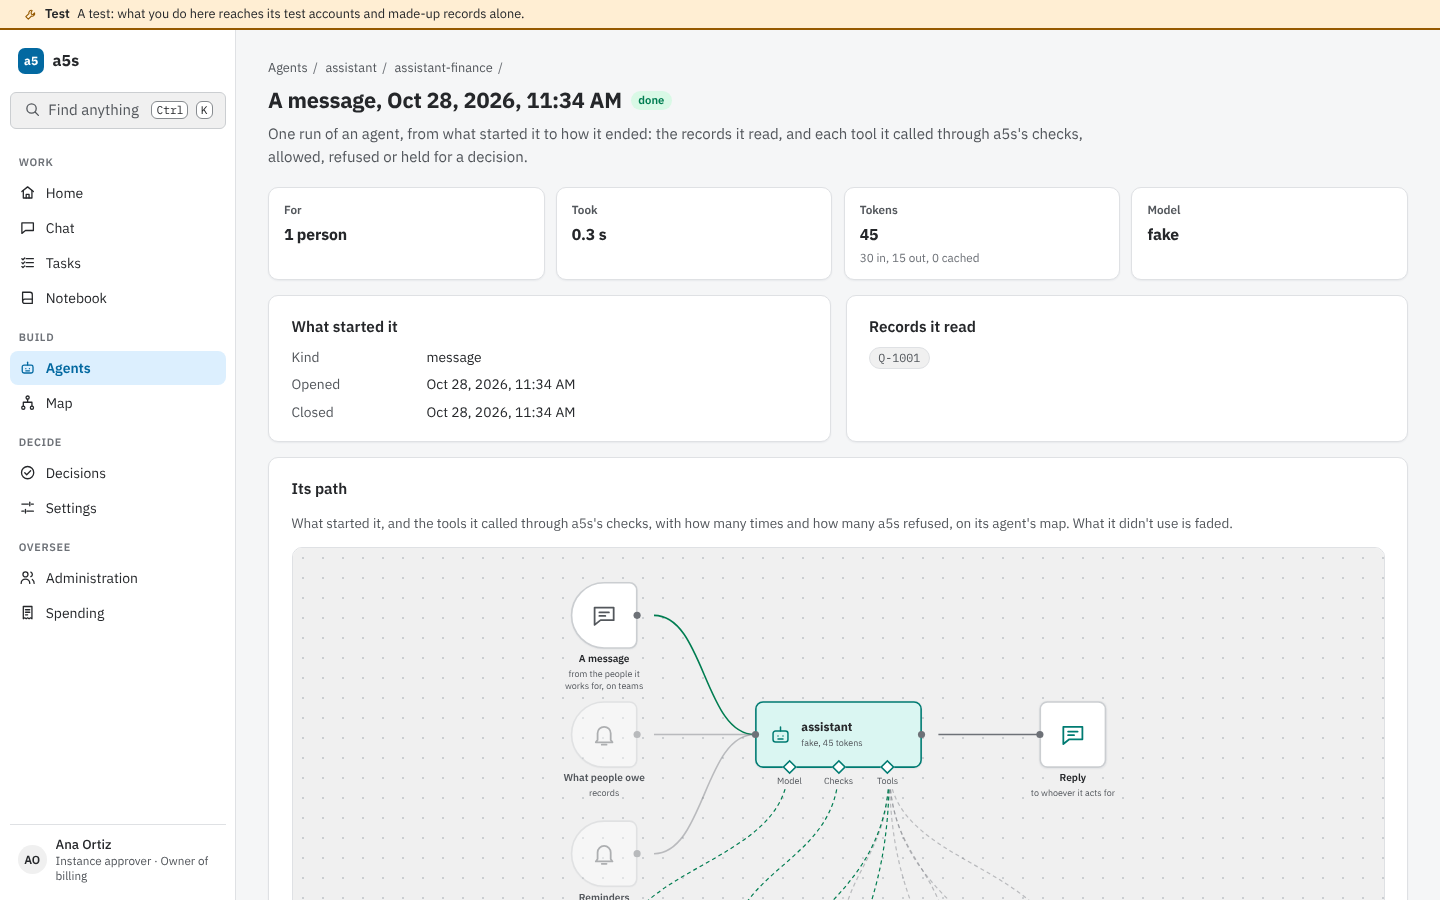 Test A test: what you do here reaches its test accounts and made-up records alone.
a5 a5s
Find anything Ctrl K
WORK
Home
Chat
Tasks
Notebook
BUILD
Agents
Map
DECIDE
Decisions
Settings
OVERSEE
Administration
Spending
AO
Ana Ortiz
Instance approver · Owner of
billing
Agents / assistant / assistant-finance /
A message, Oct 28, 2026, 11:34 AM done
One run of an agent, from what started it to how it ended: the records it read, and each tool it called through a5s's checks,
allowed, refused or held for a decision.
For
1 person
Took
0.3 s
Tokens
45
30 in, 15 out, 0 cached
Model
fake
What started it
Kind message
Opened Oct 28, 2026, 11:34 AM
Closed Oct 28, 2026, 11:34 AM
Records it read
Q-1001
Its path
What started it, and the tools it called through a5s's checks, with how many times and how many a5s refused, on its agent's map. What it didn't use is faded.
A message
from the people it
works for, on teams
What people owe
records
Reminders
assistant
fake, 45 tokens
Model Checks Tools
Reply
to whoever it acts for